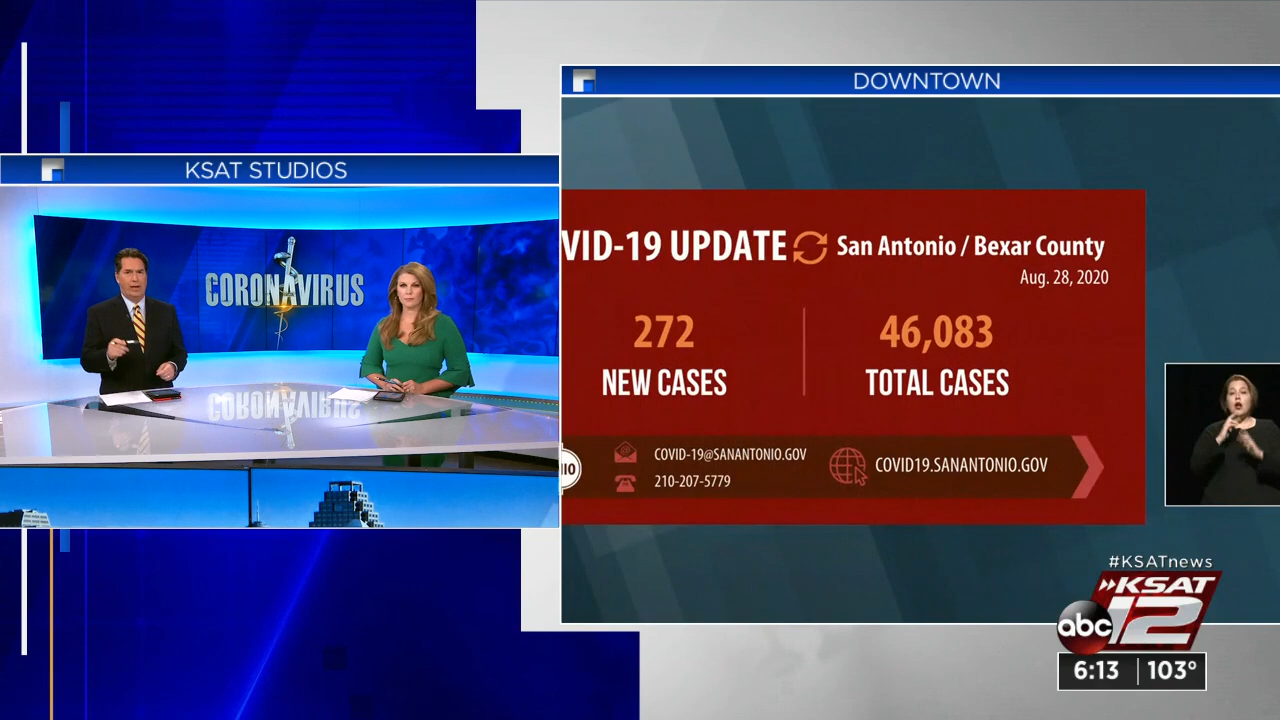 KSAT STUDIOS
CORONAVIRUS
CORONAVIRUS
DOWNTOWN
VID-19 UPDATE
San Antonio / Bexar County
Aug. 28, 2020
272
NEW CASES
46,083
TOTAL CASES
IO
COVID-19@SANANTONIO.GOV
210-207-5779
COVID19.SANANTONIO.GOV
#KSATnews
KSAT
12
abc
6:13 103°